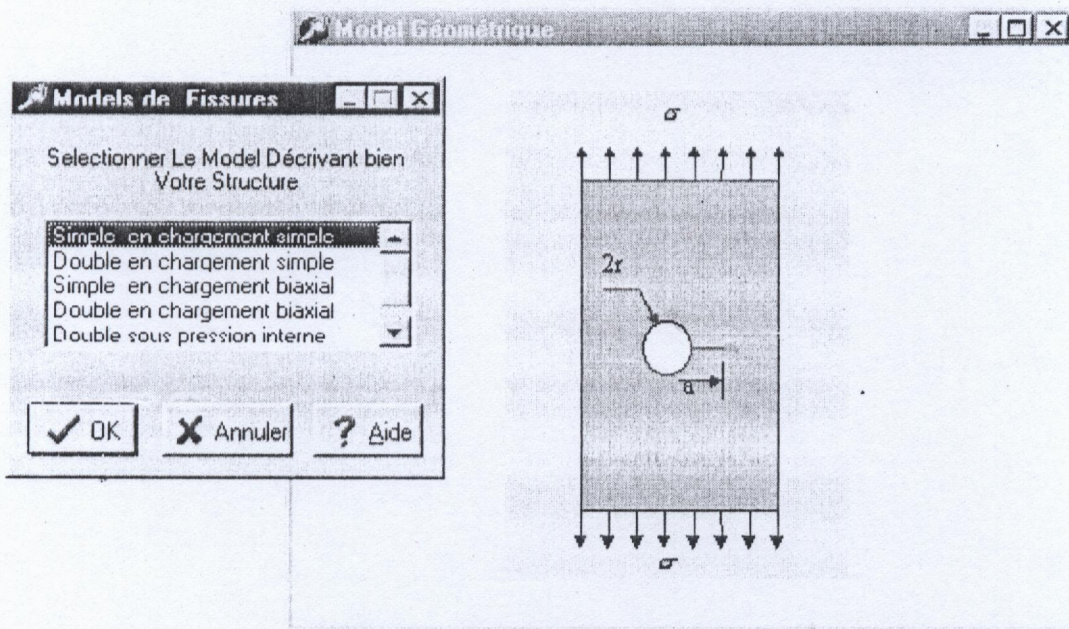 Model Géométrique
Models de Fissures
Selectionner Le Model Décrivant bien
Votre Structure
Simple en chargement simple
Double en chargement simple
Simple en chargement biaxial
Double en chargement biaxial
Double sous pression interne
OK
Annuler
? Aide
σ
2r
a
σ